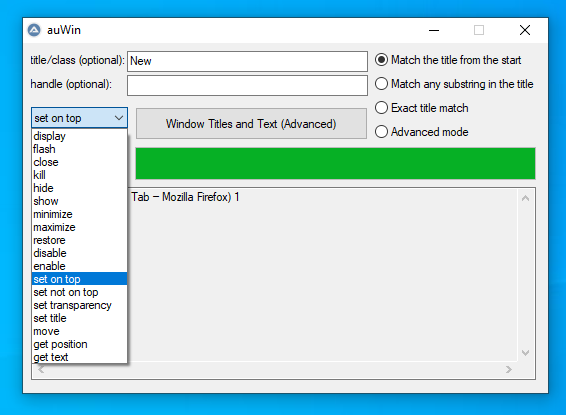 auWin
title/class (optional): New
handle (optional):
Match the title from the start
Match any substring in the title
Exact title match
Advanced mode
set on top
Window Titles and Text (Advanced)
display
flash
close
kill
hide
show
minimize
maximize
restore
disable
enable
set on top
set not on top
set transparency
set title
move
get position
get text
Tab – Mozilla Firefox) 1